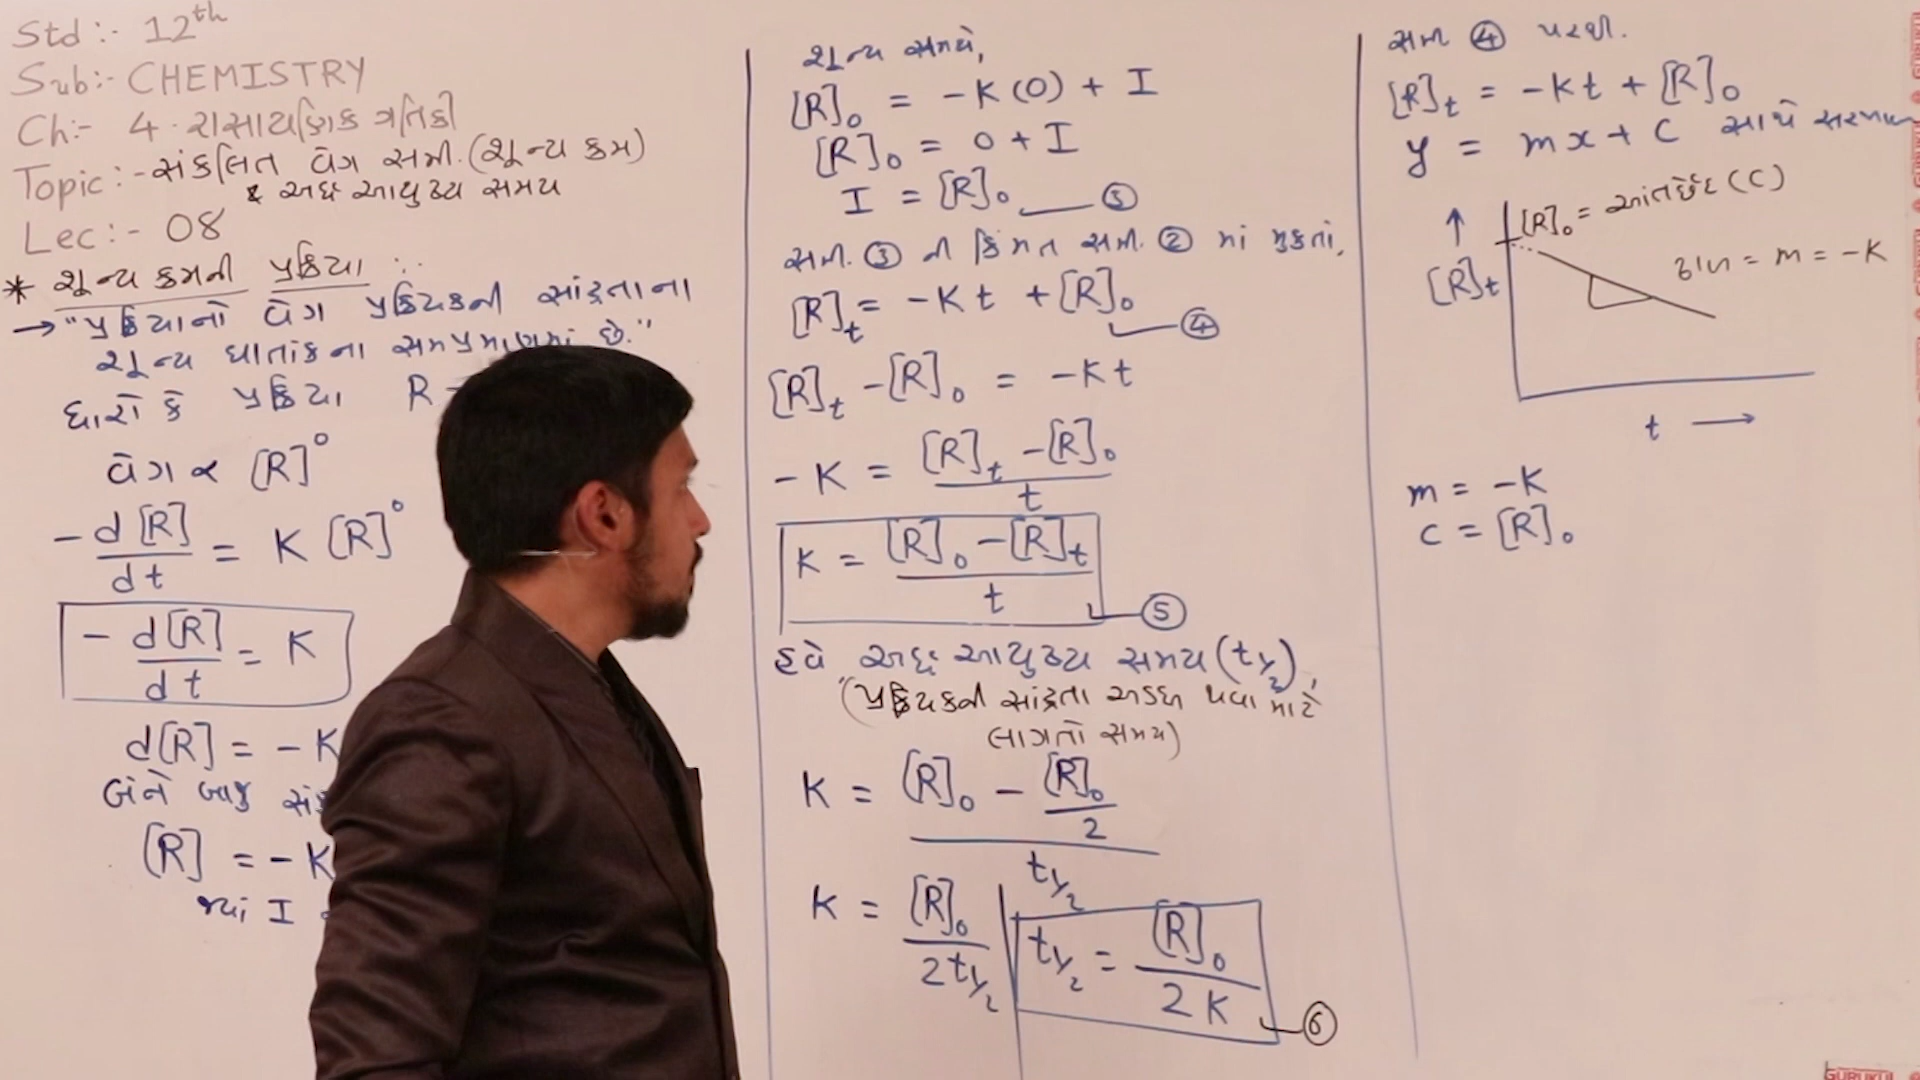 Std :- 12th
Sub:- CHEMISTRY
Ch:- 4. રાસાયણિક ગતિકી
Topic:- સંકલિત વેગ સમી. (શૂન્ય ક્રમ)
& અર્ધ આયુષ્ય સમય
Lec:- 08
* શૂન્ય ક્રમની પ્રક્રિયા :-
→ "પ્રક્રિયાનો વેગ પ્રક્રિયકની સાંદ્રતાના
શૂન્ય ઘાતાંકના સમપ્રમાણમાં છે."
ધારો કે પ્રક્રિયા R
વેગ ∝ [R]⁰
- d[R]/dt = K [R]⁰
- d[R]/dt = K
d[R] = - K
બંને બાજુ
[R] = - K
જ્યાં I
શૂન્ય સમયે,
[R]₀ = -K(0) + I
[R]₀ = 0 + I
I = [R]₀ ③
સમી. ③ ની કિંમત સમી. ② માં મુકતાં,
[R]t = -Kt + [R]₀ ④
[R]t - [R]₀ = -Kt
-K = [R]t - [R]₀ / t
K = [R]₀ - [R]t / t ⑤
હવે અર્ધ આયુષ્ય સમય (t½),
(પ્રક્રિયકની સાંદ્રતા અડધા થવા માટે
લાગતો સમય)
K = [R]₀ - [R]₀/2 / t½
K = [R]₀ / 2t½
t½ = [R]₀ / 2K ⑥
સમી ④ પરથી.
[R]t = -kt + [R]₀
y = mx + c સાથે
[R]₀ = આંતછેદ (C)
↑ [R]t
ઢાળ = m = -K
t →
m = -K
C = [R]₀